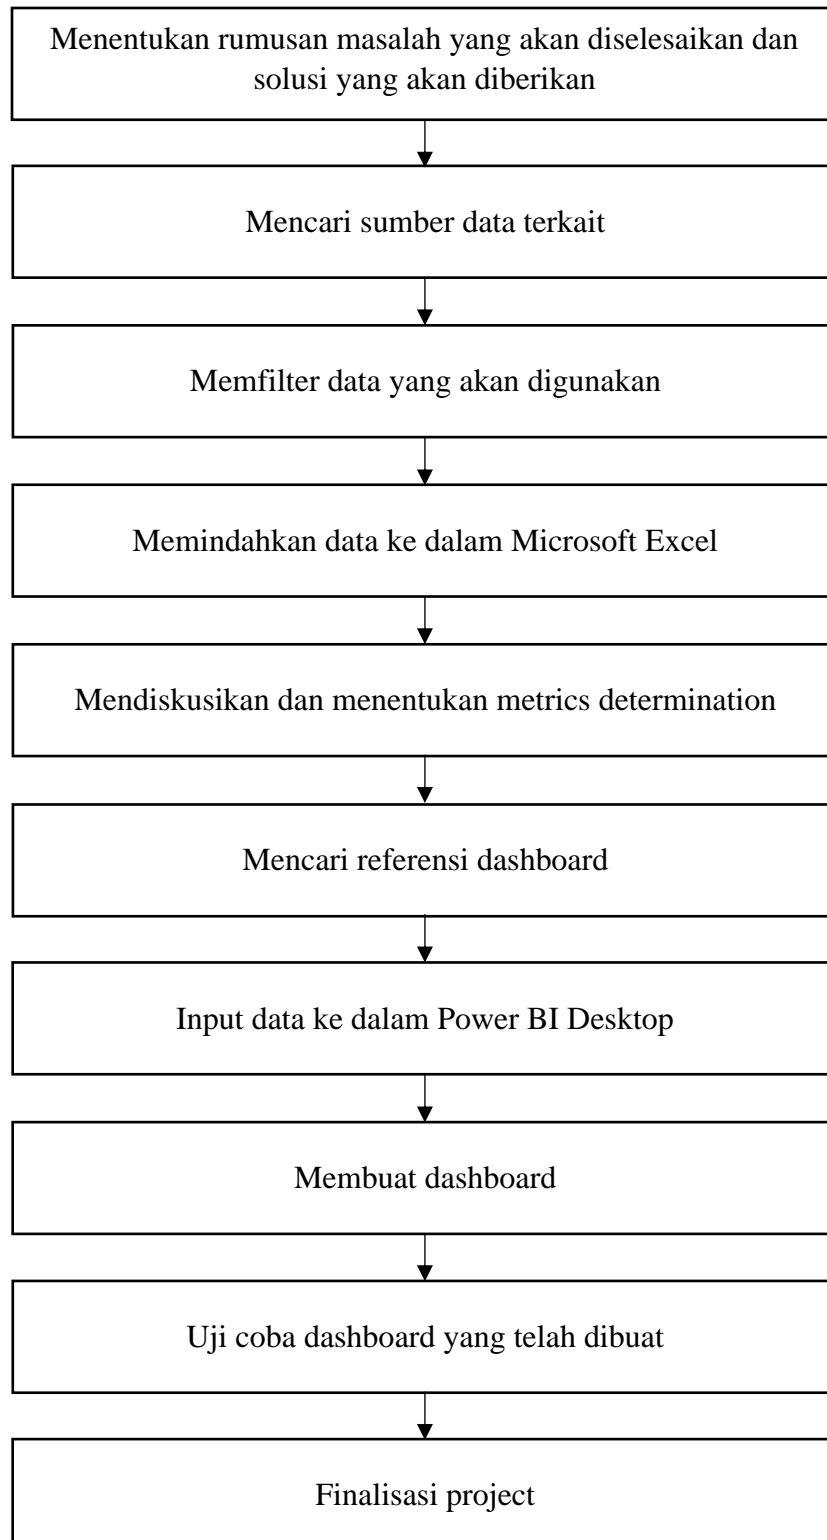 Menentukan rumusan masalah yang akan diselesaikan dan
solusi yang akan diberikan
Mencari sumber data terkait
Memfilter data yang akan digunakan
Memindahkan data ke dalam Microsoft Excel
Mendiskusikan dan menentukan metrics determination
Mencari referensi dashboard
Input data ke dalam Power BI Desktop
Membuat dashboard
Uji coba dashboard yang telah dibuat
Finalisasi project